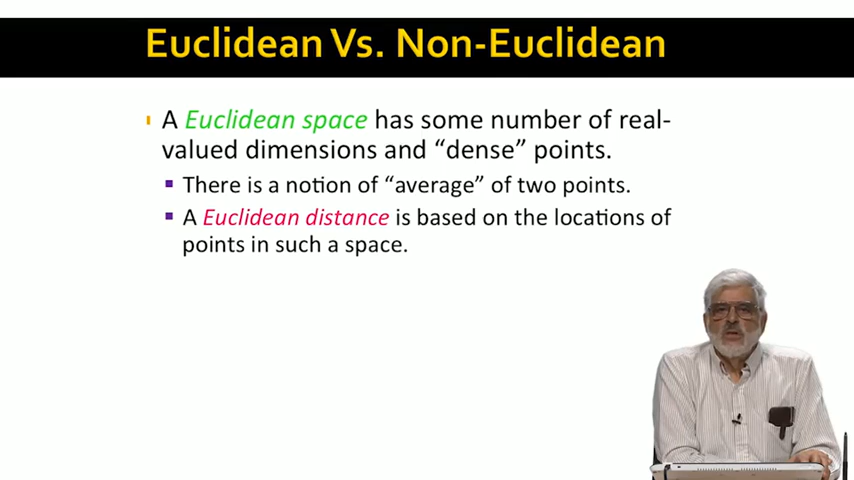 Euclidean Vs. Non-Euclidean
A Euclidean space has some number of real-
valued dimensions and “dense” points.
There is a notion of “average” of two points.
A Euclidean distance is based on the locations of
points in such a space.